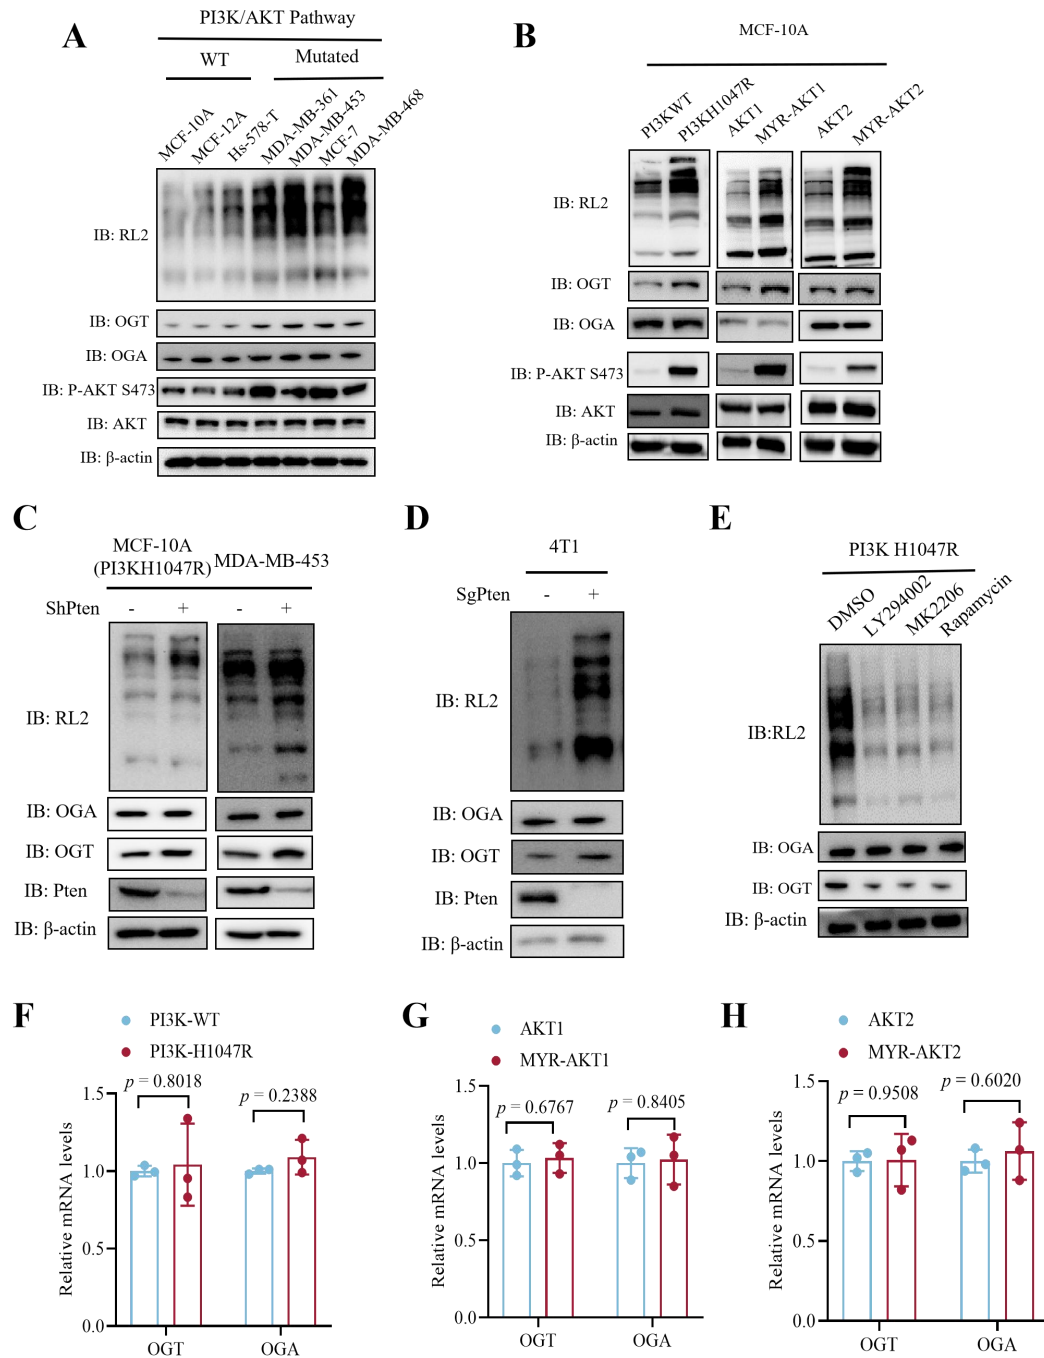 A
PI3K/AKT Pathway
WT Mutated
MCF-10A MCF-12A Hs-578-T MDA-MB-361 MDA-MB-453 MCF-7 MDA-MB-468
IB: RL2
IB: OGT
IB: OGA
IB: P-AKT S473
IB: AKT
IB: β-actin
B
MCF-10A
PI3KWT PI3KH1047R AKT1 MYR-AKT1 AKT2 MYR-AKT2
IB: RL2
IB: OGT
IB: OGA
IB: P-AKT S473
IB: AKT
IB: β-actin
C
MCF-10A
(PI3KH1047R) MDA-MB-453
ShPten - + - +
IB: RL2
IB: OGA
IB: OGT
IB: Pten
IB: β-actin
D
4T1
SgPten - +
IB: RL2
IB: OGA
IB: OGT
IB: Pten
IB: β-actin
E
PI3K H1047R
DMSO LY294002 MK2206 Rapamycin
IB:RL2
IB: OGA
IB: OGT
IB: β-actin
F
PI3K-WT
PI3K-H1047R
Relative mRNA levels
1.5
1.0
0.5
0.0
p = 0.8018
p = 0.2388
OGT OGA
G
AKT1
MYR-AKT1
Relative mRNA levels
1.5
1.0
0.5
0.0
p = 0.6767
p = 0.8405
OGT OGA
H
AKT2
MYR-AKT2
Relative mRNA levels
1.5
1.0
0.5
0.0
p = 0.9508
p = 0.6020
OGT OGA